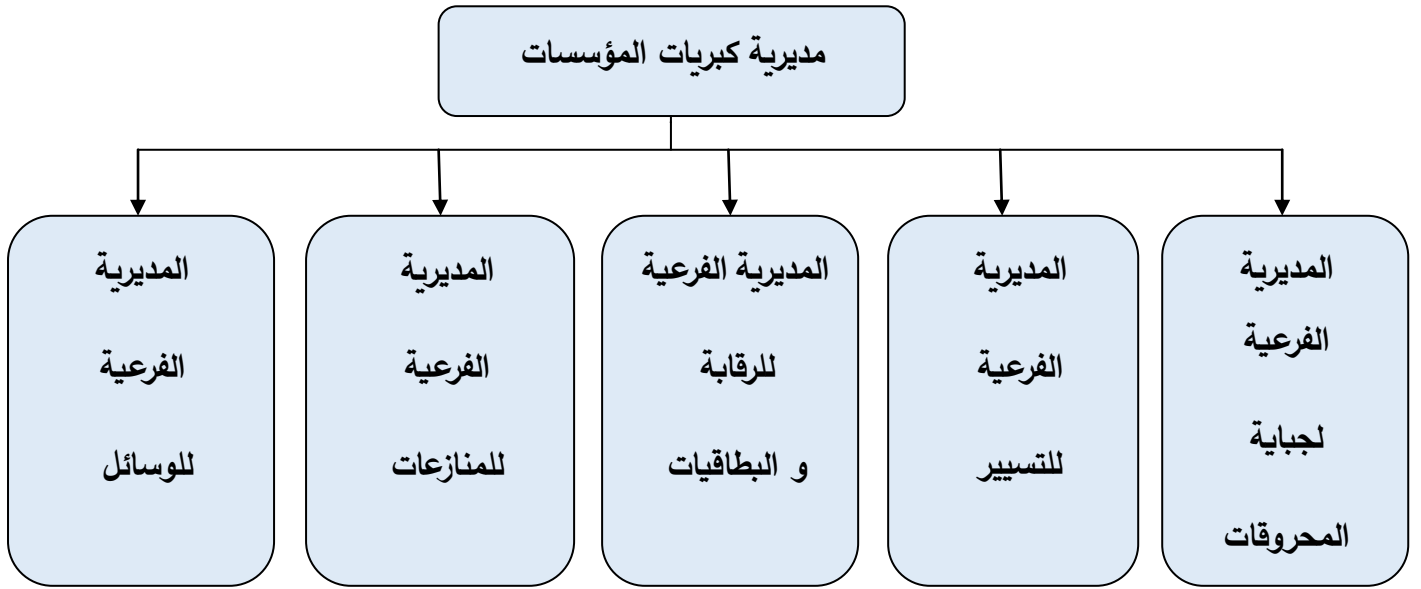 مديرية كبريات المؤسسات
المديرية
الفرعية
لجباية
المحروقات
المديرية
الفرعية
للتسيير
المديرية الفرعية
للرقابة
و البطاقيات
المديرية
الفرعية
للمنازعات
المديرية
الفرعية
للوسائل